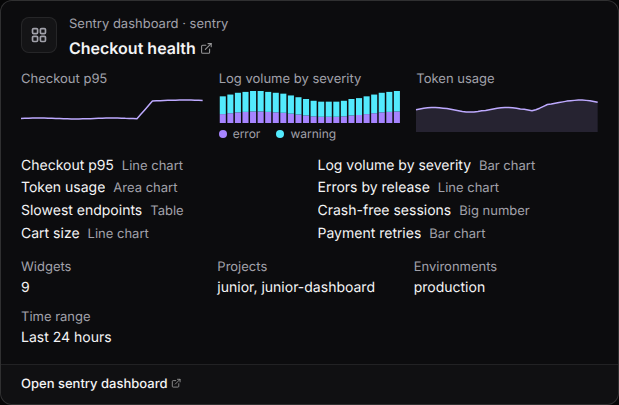 Sentry dashboard · sentry
Checkout health
Checkout p95
Log volume by severity
Token usage
error warning
Checkout p95 Line chart
Log volume by severity Bar chart
Token usage Area chart
Errors by release Line chart
Slowest endpoints Table
Crash-free sessions Big number
Cart size Line chart
Payment retries Bar chart
Widgets
9
Projects
junior, junior-dashboard
Environments
production
Time range
Last 24 hours
Open sentry dashboard